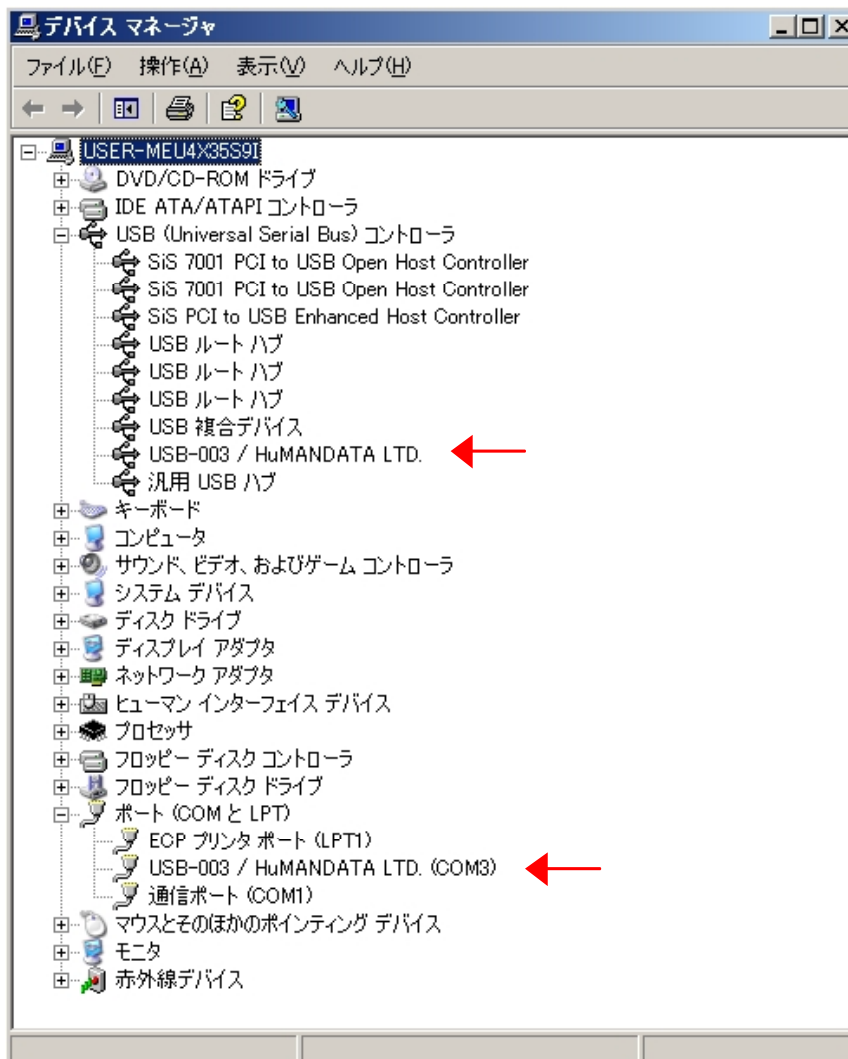 デバイス マネージャ
ファイル(F) 操作(A) 表示(V) ヘルプ(H)
USER-MEU4X35S9I
DVD/CD-ROM ドライブ
IDE ATA/ATAPI コントローラ
USB (Universal Serial Bus) コントローラ
SiS 7001 PCI to USB Open Host Controller
SiS 7001 PCI to USB Open Host Controller
SiS PCI to USB Enhanced Host Controller
USB ルート ハブ
USB ルート ハブ
USB ルート ハブ
USB 複合デバイス
USB-003 / HuMANDATA LTD.
汎用 USB ハブ
キーボード
コンピュータ
サウンド、ビデオ、およびゲーム コントローラ
システム デバイス
ディスク ドライブ
ディスプレイ アダプタ
ネットワーク アダプタ
ヒューマン インターフェイス デバイス
プロセッサ
フロッピー ディスク コントローラ
フロッピー ディスク ドライブ
ポート (COM と LPT)
ECP プリンタ ポート (LPT1)
USB-003 / HuMANDATA LTD. (COM3)
通信ポート (COM1)
マウスとそのほかのポインティング デバイス
モニタ
赤外線デバイス